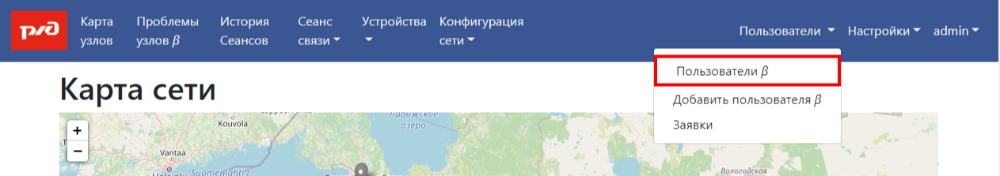 ржд
Карта узлов
Проблемы узлов β
История Сеансов
Сеанс связи
Устройства
Конфигурация сети
Пользователи
Настройки
admin
Пользователи β
Добавить пользователя β
Заявки
Карта сети
+
−
Kouvola
Ладожское
озеро
Vantaa
Suomenlahti /
Вологодская